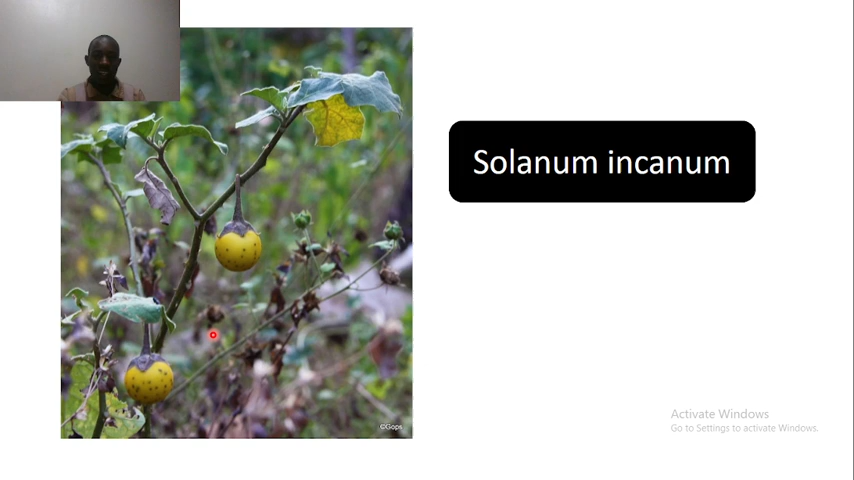 Solanum incanum
Activate Windows
Go to Settings to activate Windows.
©Gops